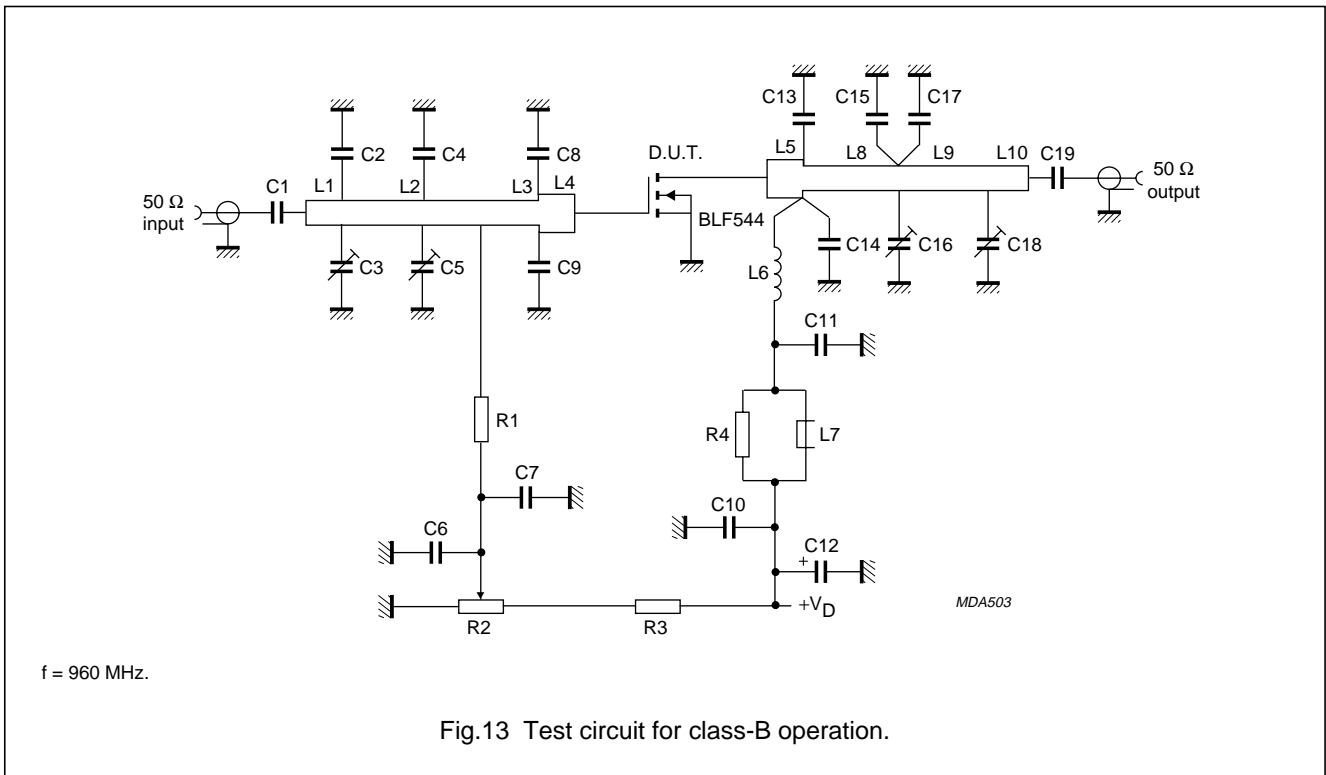 C13
C15
C17
C2
C4
C8
D.U.T.
L5
L8
L9
L10
C19
50 Ω
output
50 Ω
input
C1
L1
L2
L3
L4
BLF544
C3
C5
C9
C14
C16
C18
L6
C11
R1
R4
L7
C7
C10
C6
+
C12
R2
R3
+VD
MDA503
f = 960 MHz.
Fig.13 Test circuit for class-B operation.